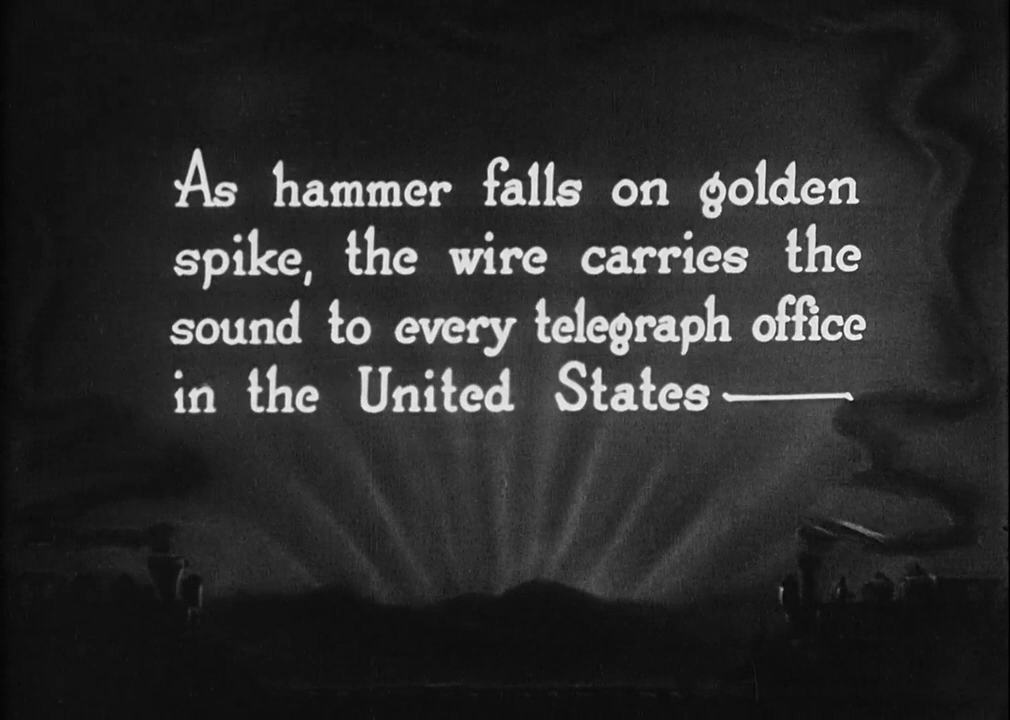 As hammer falls on golden
spike, the wire carries the
sound to every telegraph office
in the United States——